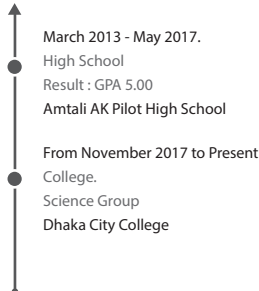 March 2013 - May 2017.
High School
Result : GPA 5.00
Amtali AK Pilot High School
From November 2017 to Present
College.
Science Group
Dhaka City College